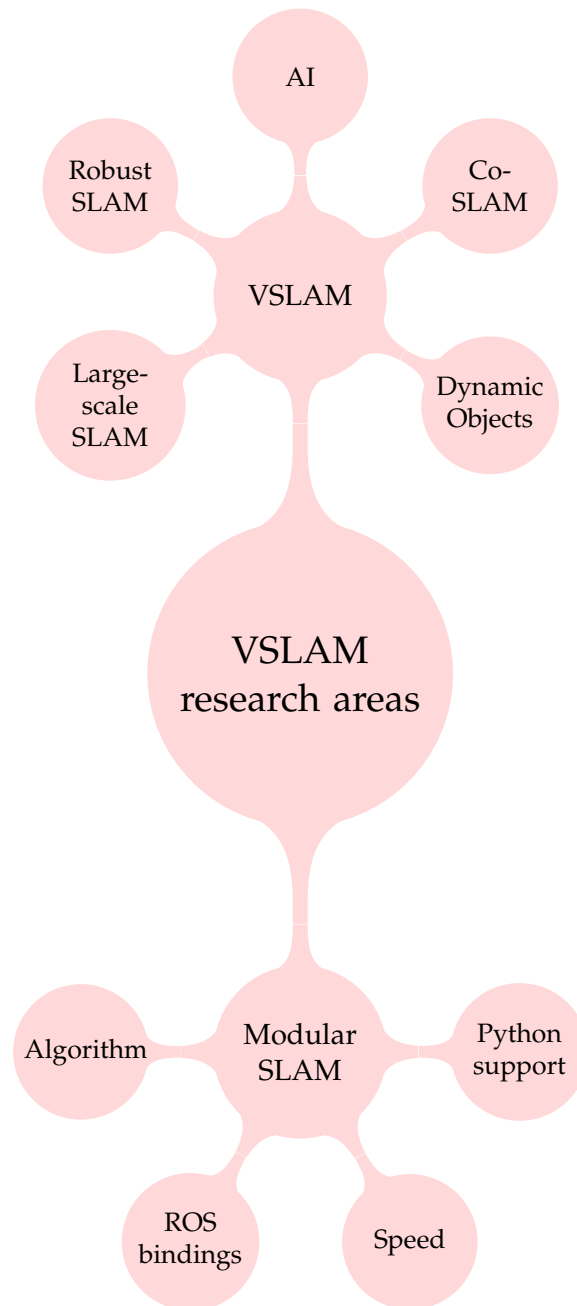 AI
Robust
SLAM
Co-
SLAM
VSLAM
Large-
scale
SLAM
Dynamic
Objects
VSLAM
research areas
Algorithm
Modular
SLAM
Python
support
ROS
bindings
Speed